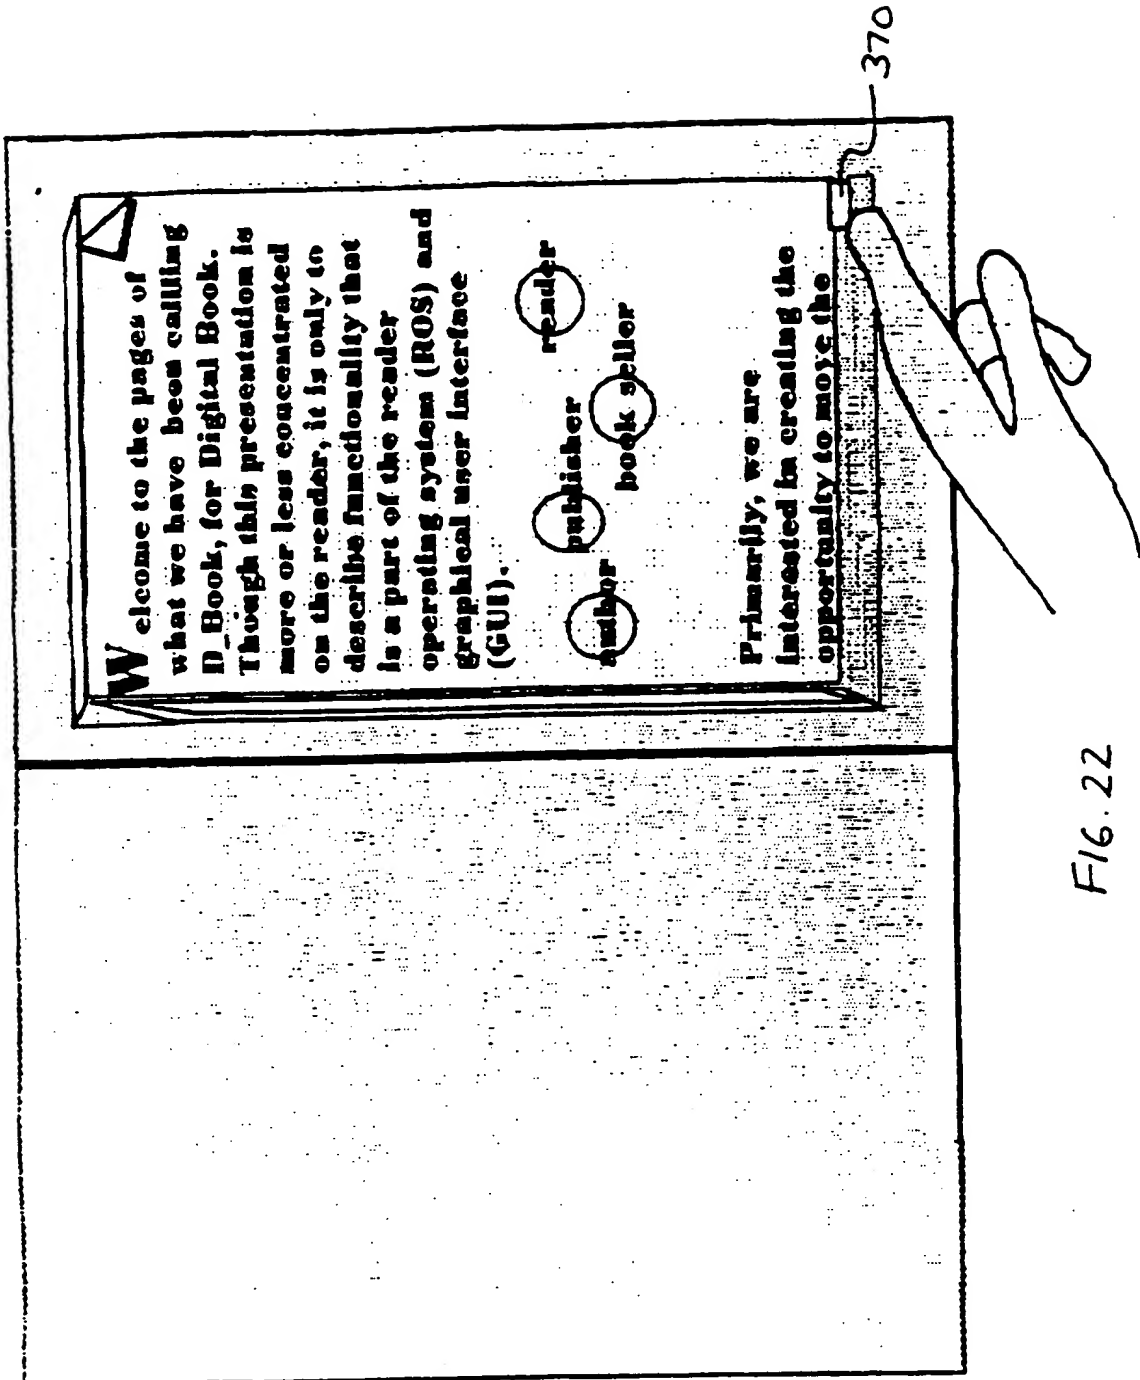 Welcome to the pages of
what we have been callling
D_Book, for Digital Book.
Though this presentation is
more or less concentrated
on the reader, it is only to
describe functionality that
is a part of the reader
operating system (ROS) and
graphical user interface
(GUI).
author
publisher
book seller
reader
Primarily, we are
interested in creating the
opportunity to move the
370
FIG. 22